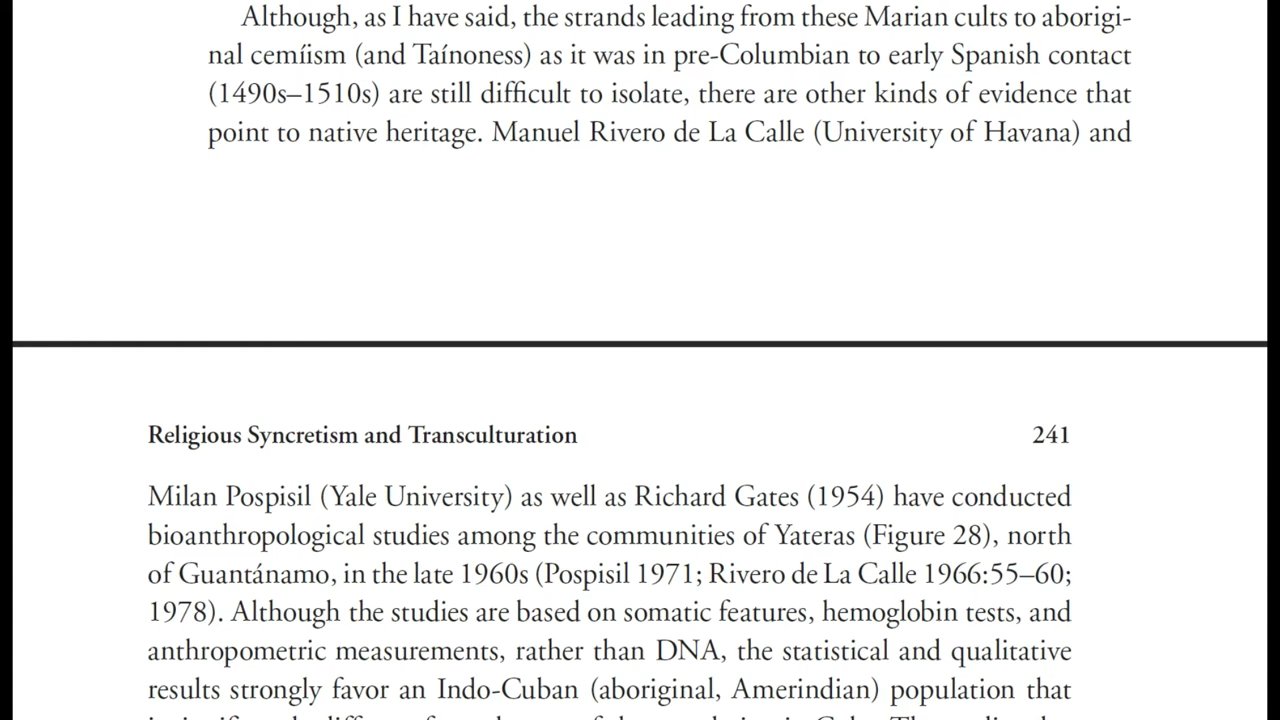 Although, as I have said, the strands leading from these Marian cults to aborigi-
nal cemíism (and Taínoness) as it was in pre-Columbian to early Spanish contact
(1490s–1510s) are still difficult to isolate, there are other kinds of evidence that
point to native heritage. Manuel Rivero de La Calle (University of Havana) and
Religious Syncretism and Transculturation 241
Milan Pospisil (Yale University) as well as Richard Gates (1954) have conducted
bioanthropological studies among the communities of Yateras (Figure 28), north
of Guantánamo, in the late 1960s (Pospisil 1971; Rivero de La Calle 1966:55–60;
1978). Although the studies are based on somatic features, hemoglobin tests, and
anthropometric measurements, rather than DNA, the statistical and qualitative
results strongly favor an Indo-Cuban (aboriginal, Amerindian) population that